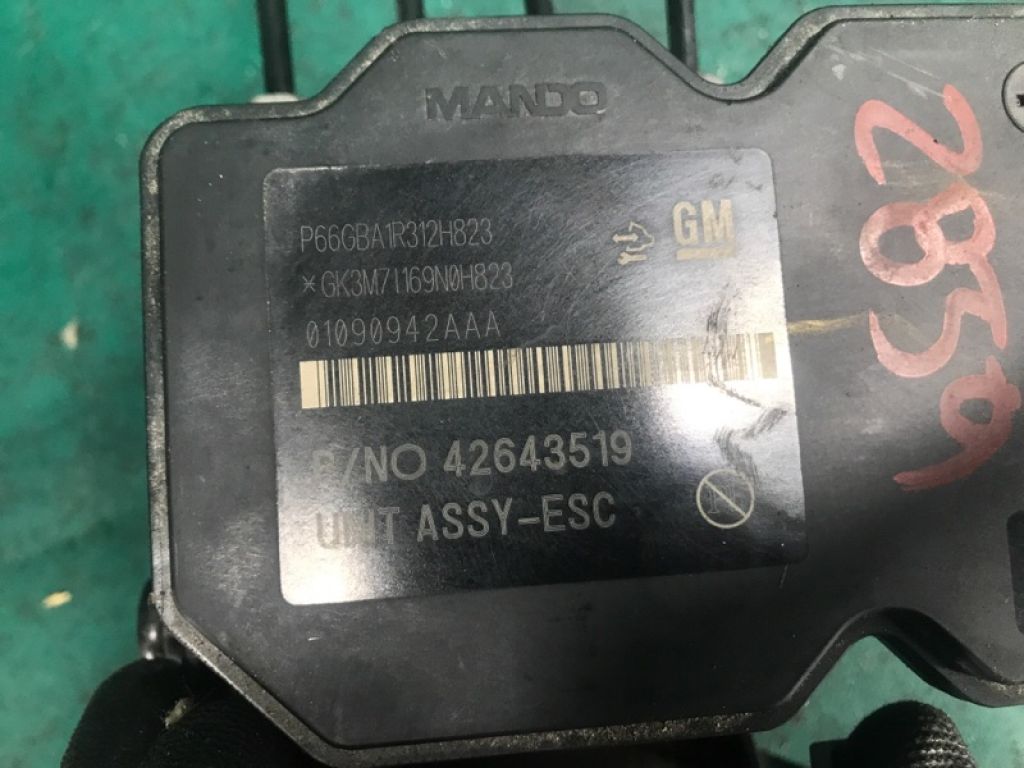 MANDO
P66GBA1R312H823
GM
*GK3M71169N0H823
01090942AAA
P/NO 42643519
N
UNIT ASSY-ESC
2859